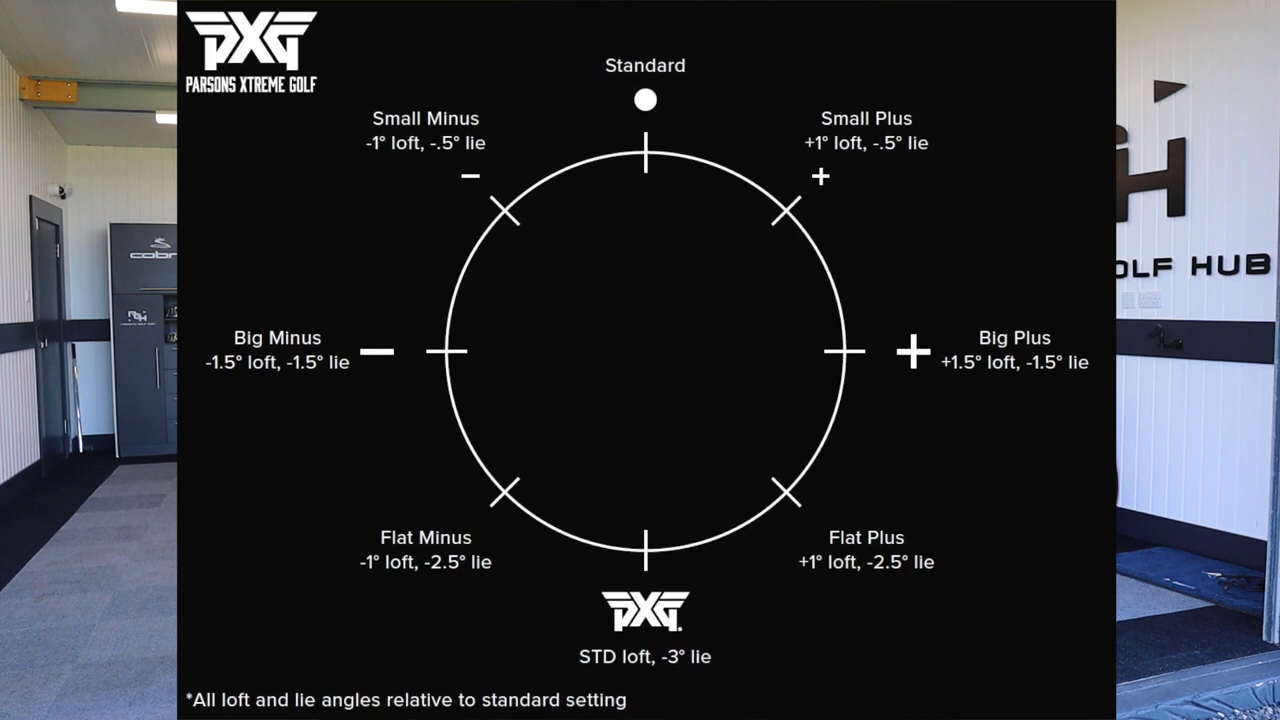 PXG
PARSONS XTREME GOLF
Standard
Small Minus
-1° loft, -.5° lie
−
Small Plus
+1° loft, -.5° lie
+
Big Minus
-1.5° loft, -1.5° lie
−
+
Big Plus
+1.5° loft, -1.5° lie
Flat Minus
-1° loft, -2.5° lie
Flat Plus
+1° loft, -2.5° lie
PXG.
STD loft, -3° lie
*All loft and lie angles relative to standard setting
H
OLF HUB